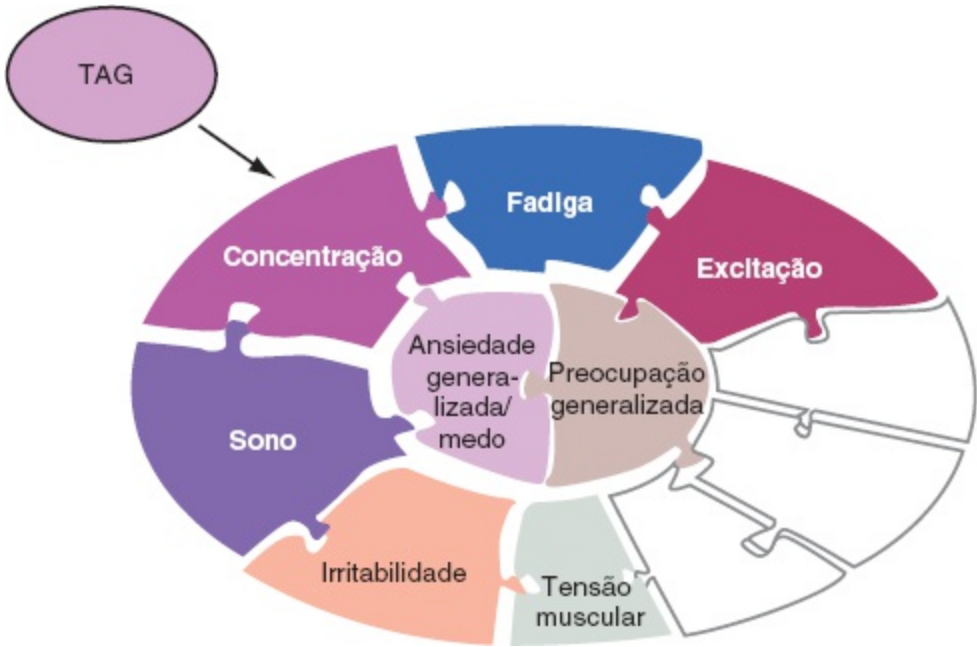 TAG
Fadiga
Concentração
Excitação
Ansiedade
genera-
lizada/
medo
Preocupação
generalizada
Sono
Irritabilidade
Tensão
muscular